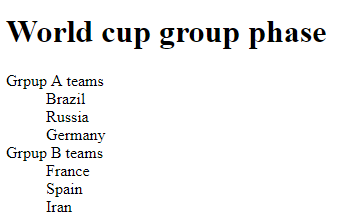 World cup group phase
Grpup A teams
Brazil
Russia
Germany
Grpup B teams
France
Spain
Iran